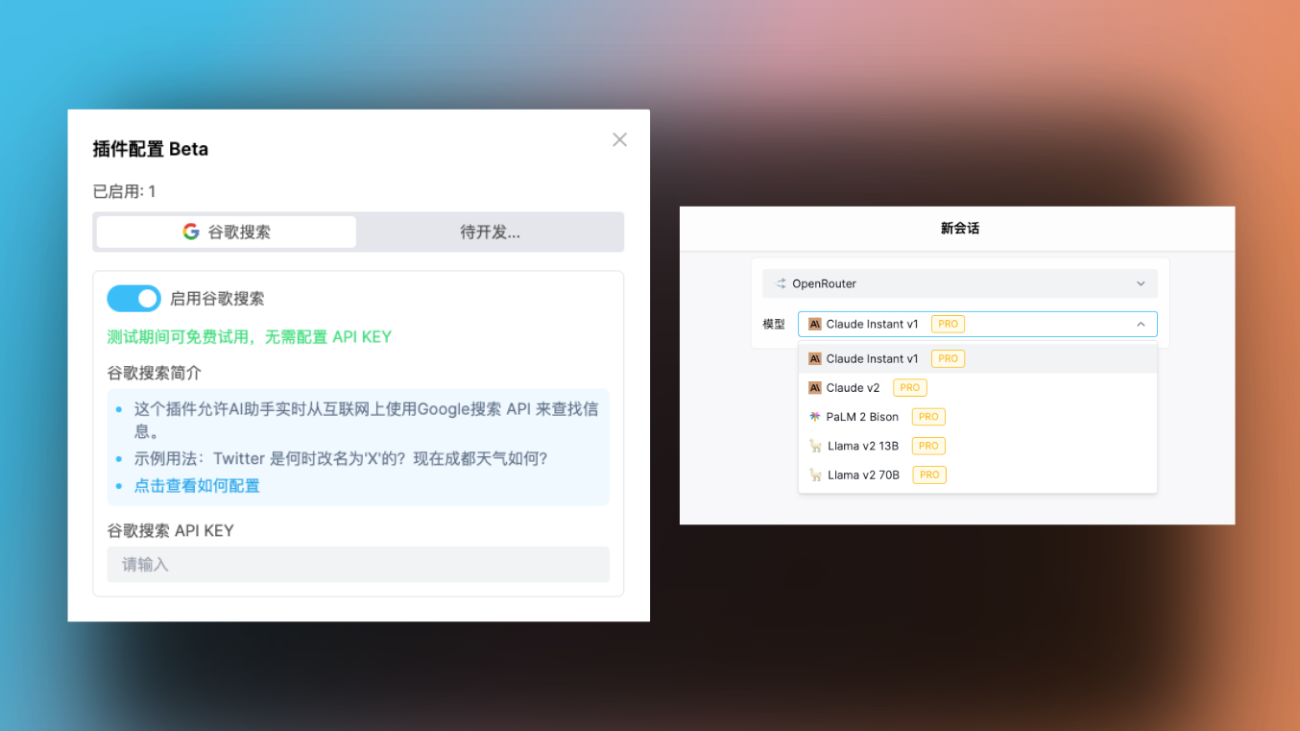 插件配置 Beta
已启用: 1
谷歌搜索
待开发...
启用谷歌搜索
测试期间可免费试用，无需配置 API KEY
谷歌搜索简介
这个插件允许AI助手实时从互联网上使用Google搜索 API 来查找信
息。
示例用法：Twitter 是何时改名为'X'的？现在成都天气如何？
点击查看如何配置
谷歌搜索 API KEY
请输入
新会话
OpenRouter
模型 Claude Instant v1 PRO
Claude Instant v1 PRO
Claude v2 PRO
PaLM 2 Bison PRO
Llama v2 13B PRO
Llama v2 70B PRO